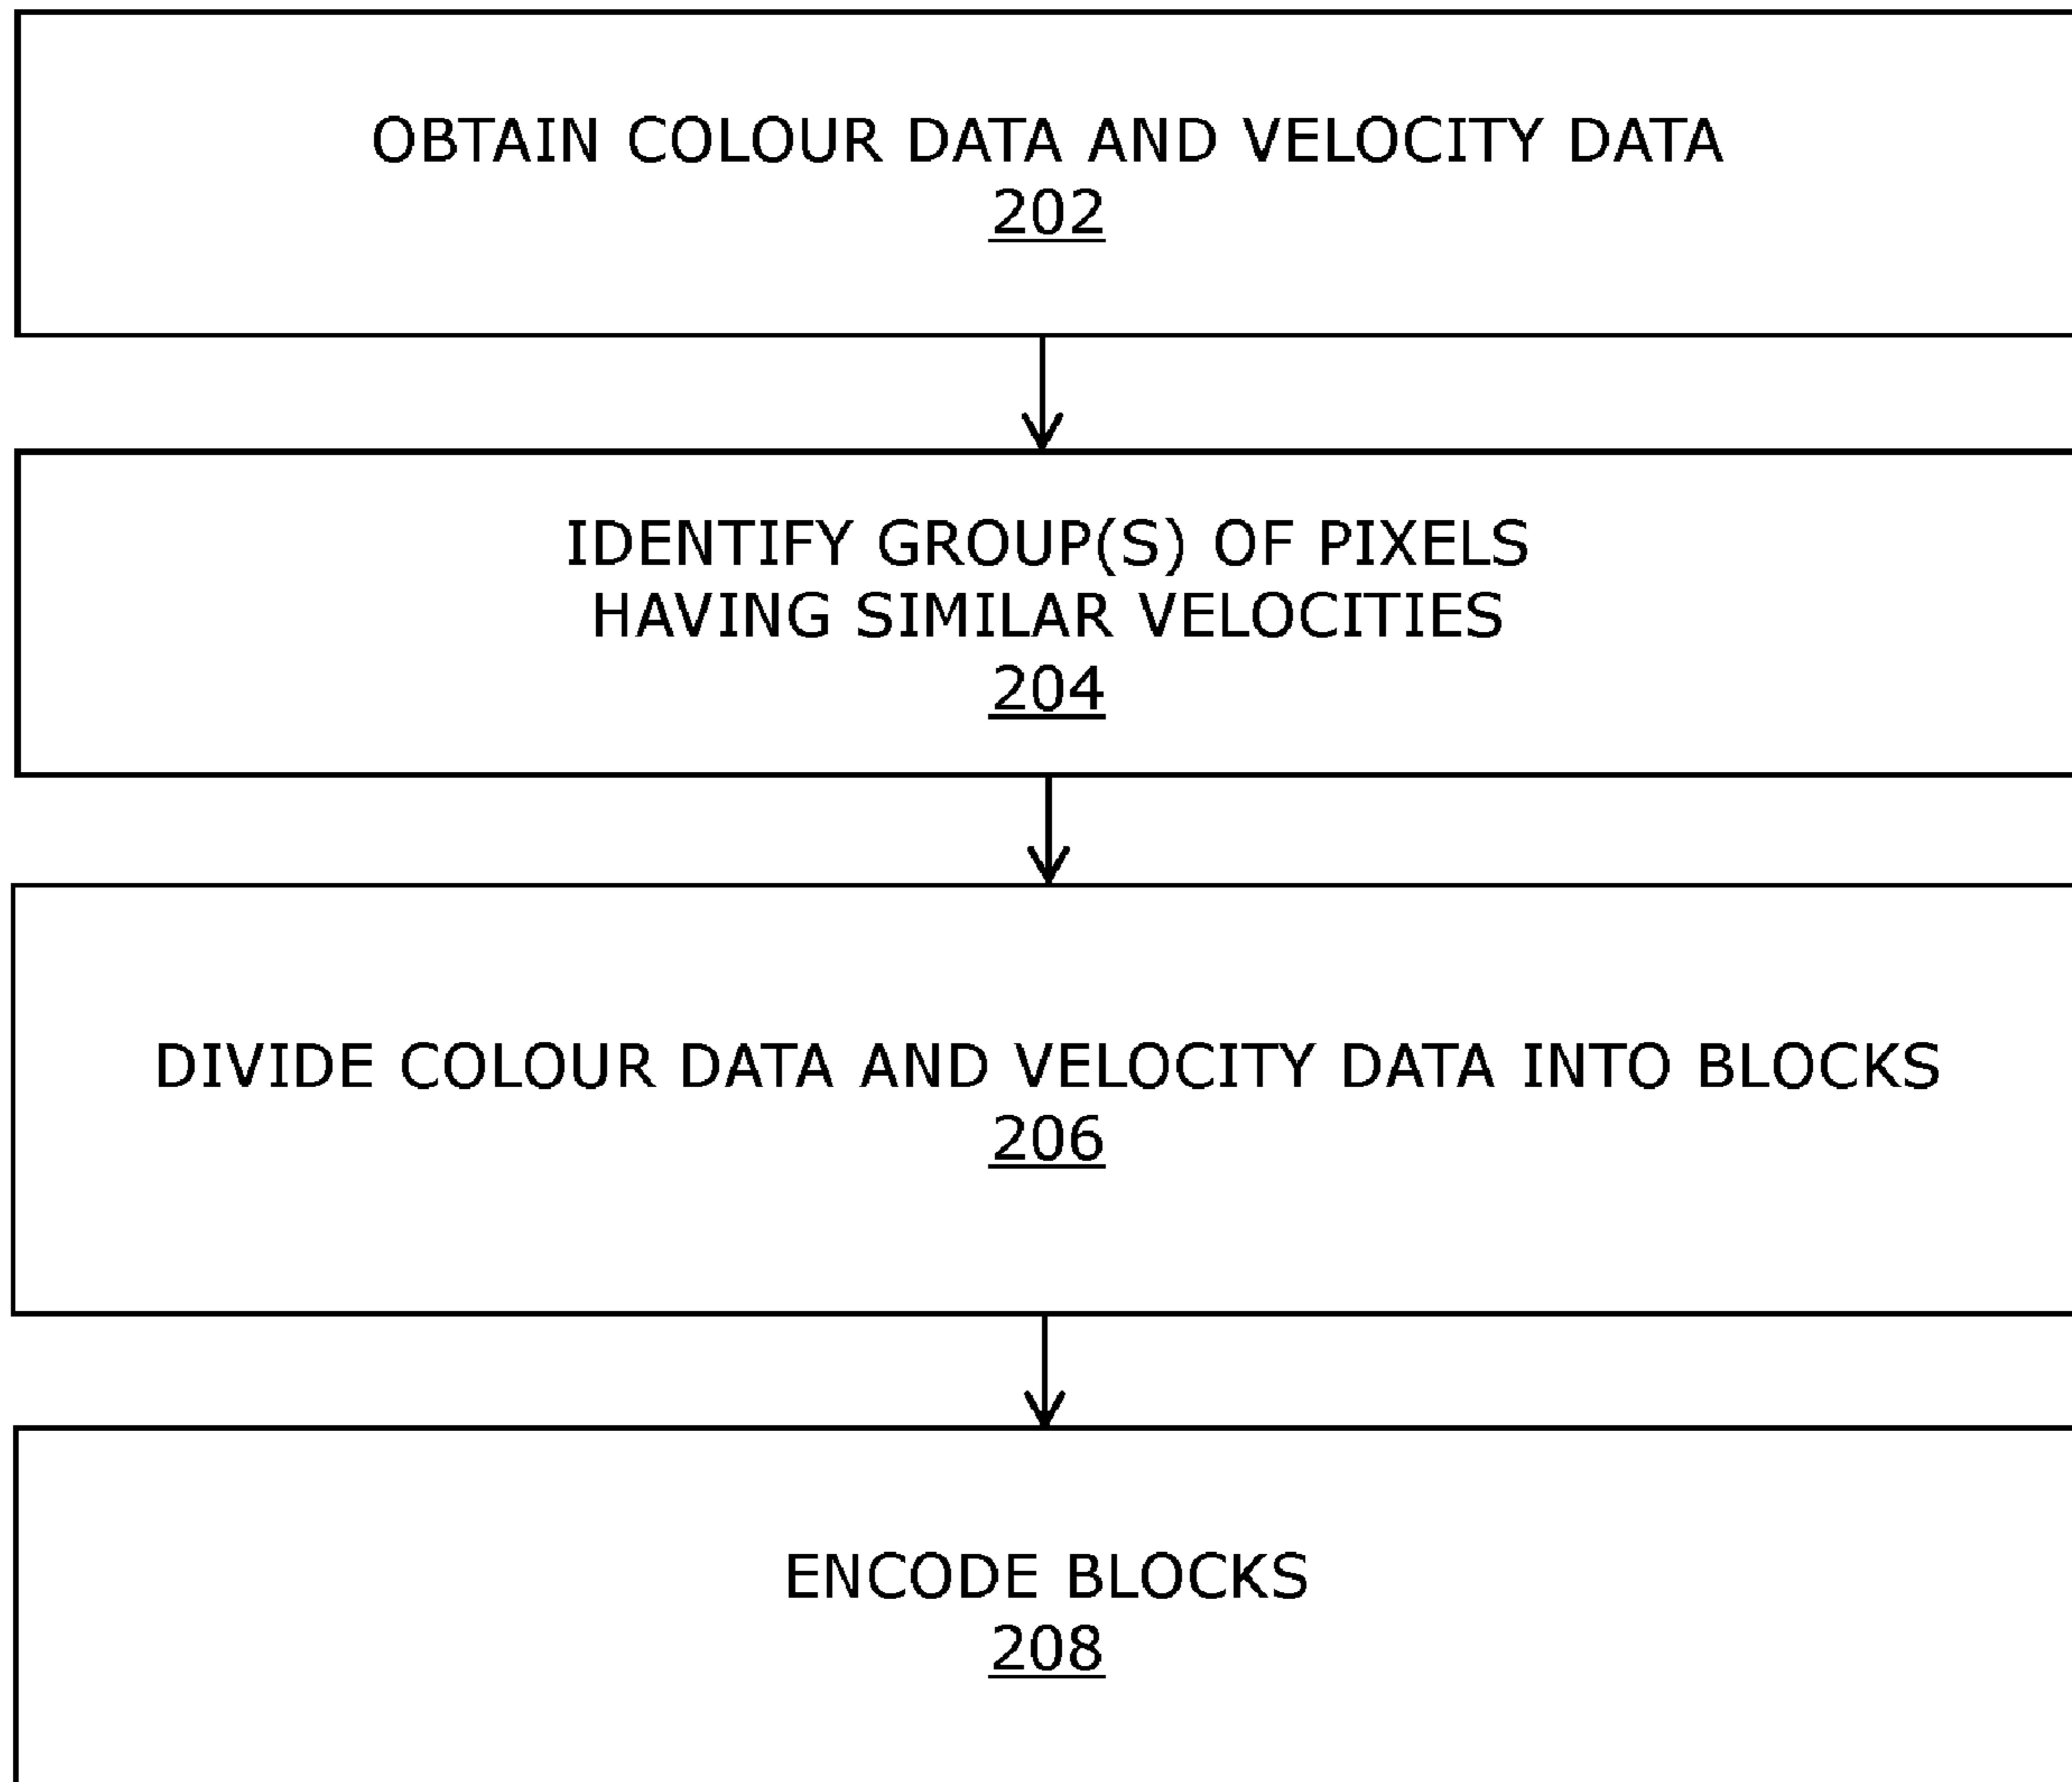 OBTAIN COLOUR DATA AND VELOCITY DATA
202
IDENTIFY GROUP(S) OF PIXELS
HAVING SIMILAR VELOCITIES
204
DIVIDE COLOUR DATA AND VELOCITY DATA INTO BLOCKS
206
ENCODE BLOCKS
208